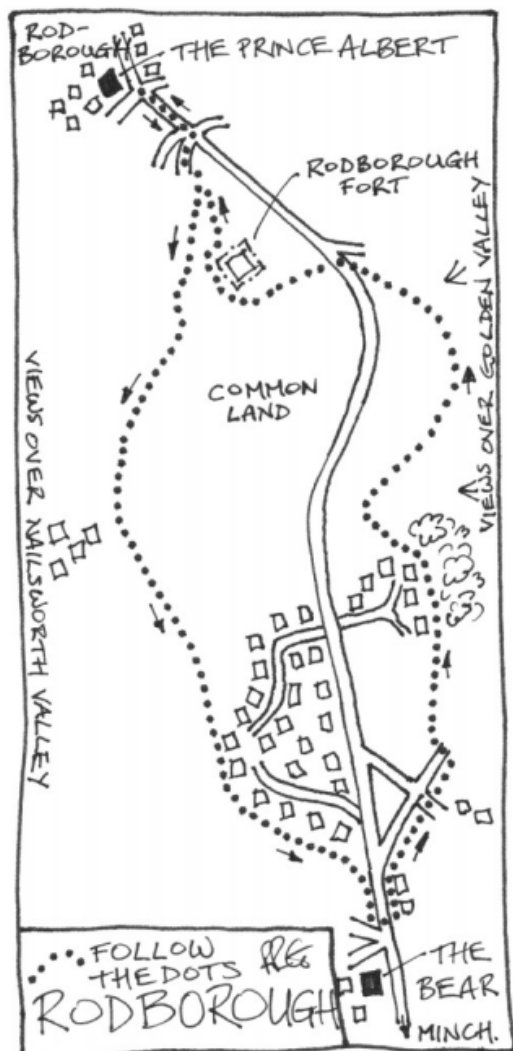 ROD-
BOROUGH
THE PRINCE ALBERT
RODBOROUGH
FORT
VIEWS OVER GOLDEN VALLEY
COMMON
LAND
VIEWS OVER NAILSWORTH VALLEY
FOLLOW
THE DOTS
RODBOROUGH
THE
BEAR
MINCH.